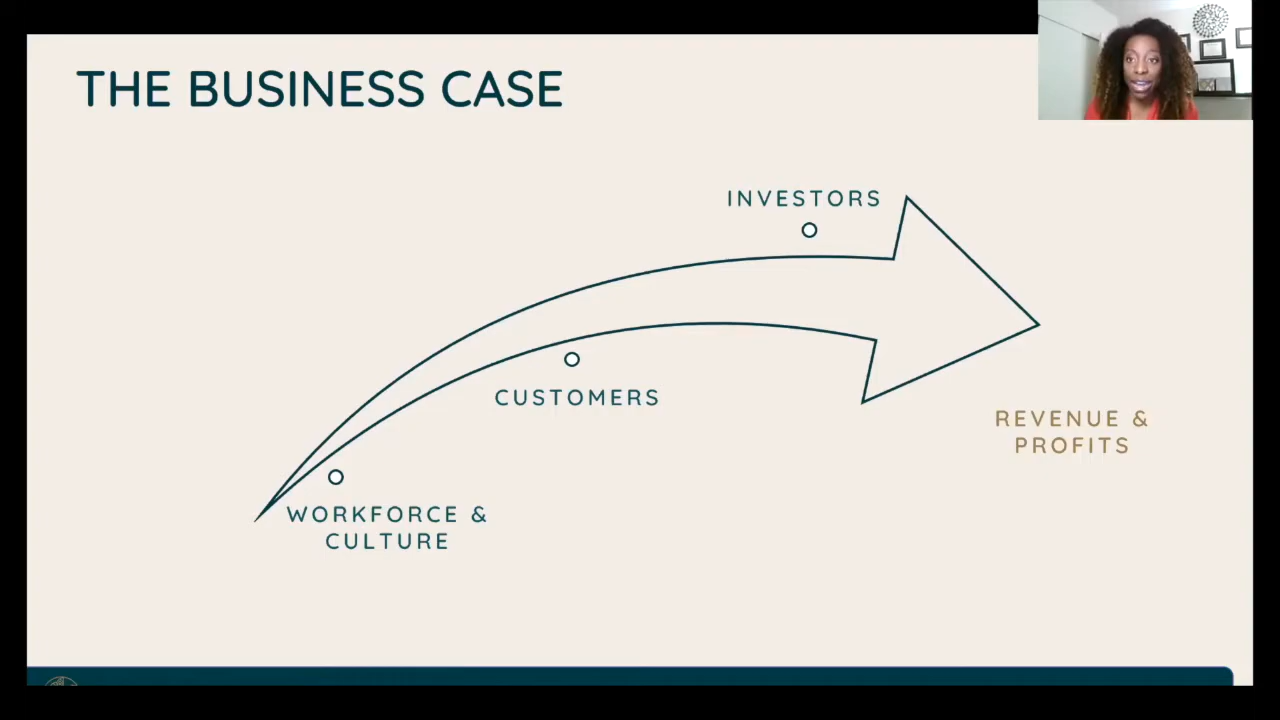 THE BUSINESS CASE
INVESTORS
CUSTOMERS
REVENUE &
PROFITS
WORKFORCE &
CULTURE